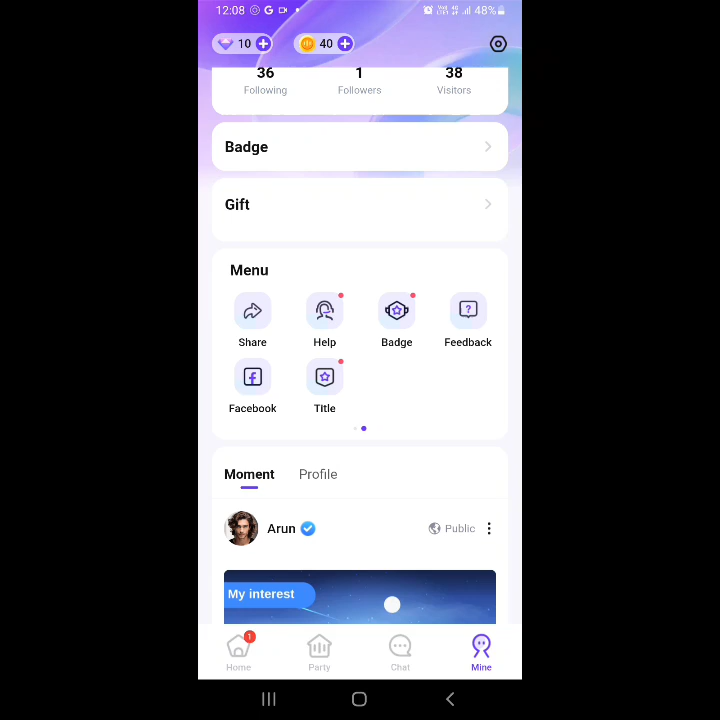 12:08
48%
10
40
36
1
38
Following
Followers
Visitors
Badge
Gift
Menu
Share
Help
Badge
Feedback
Facebook
Title
Moment
Profile
Arun
Public
My interest
1
Home
Party
Chat
Mine